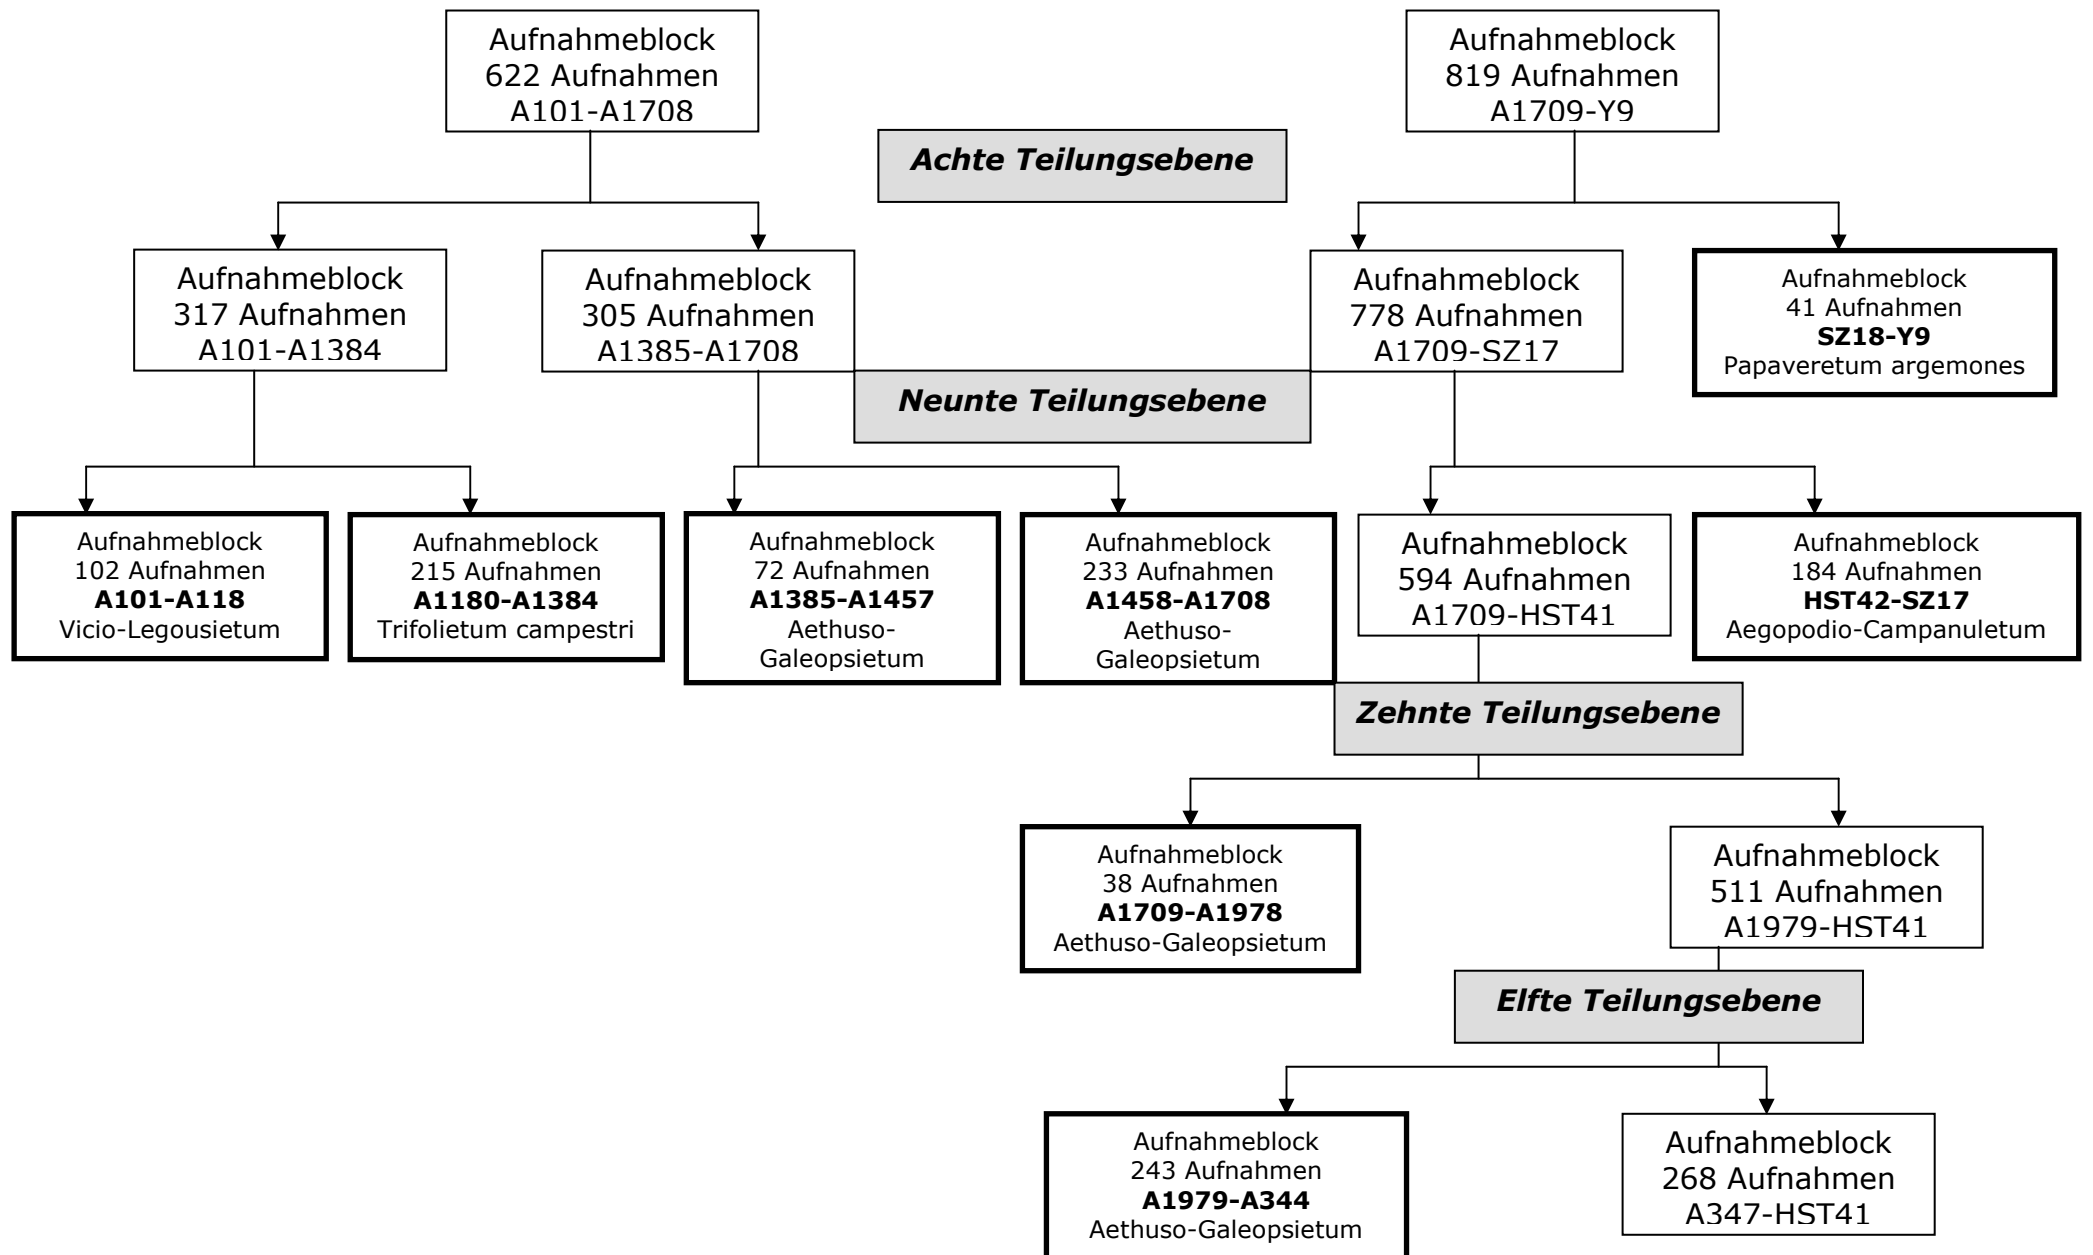 Aufnahmeblock
622 Aufnahmen
A101-A1708
Aufnahmeblock
819 Aufnahmen
A1709-Y9
Achte Teilungsebene
Aufnahmeblock
317 Aufnahmen
A101-A1384
Aufnahmeblock
305 Aufnahmen
A1385-A1708
Aufnahmeblock
778 Aufnahmen
A1709-SZ17
Aufnahmeblock
41 Aufnahmen
SZ18-Y9
Papaveretum argemones
Neunte Teilungsebene
Aufnahmeblock
102 Aufnahmen
A101-A118
Vicio-Legousietum
Aufnahmeblock
215 Aufnahmen
A1180-A1384
Trifolietum campestri
Aufnahmeblock
72 Aufnahmen
A1385-A1457
Aethuso-
Galeopsietum
Aufnahmeblock
233 Aufnahmen
A1458-A1708
Aethuso-
Galeopsietum
Aufnahmeblock
594 Aufnahmen
A1709-HST41
Aufnahmeblock
184 Aufnahmen
HST42-SZ17
Aegopodio-Campanuletum
Zehnte Teilungsebene
Aufnahmeblock
38 Aufnahmen
A1709-A1978
Aethuso-Galeopsietum
Aufnahmeblock
511 Aufnahmen
A1979-HST41
Elfte Teilungsebene
Aufnahmeblock
243 Aufnahmen
A1979-A344
Aethuso-Galeopsietum
Aufnahmeblock
268 Aufnahmen
A347-HST41